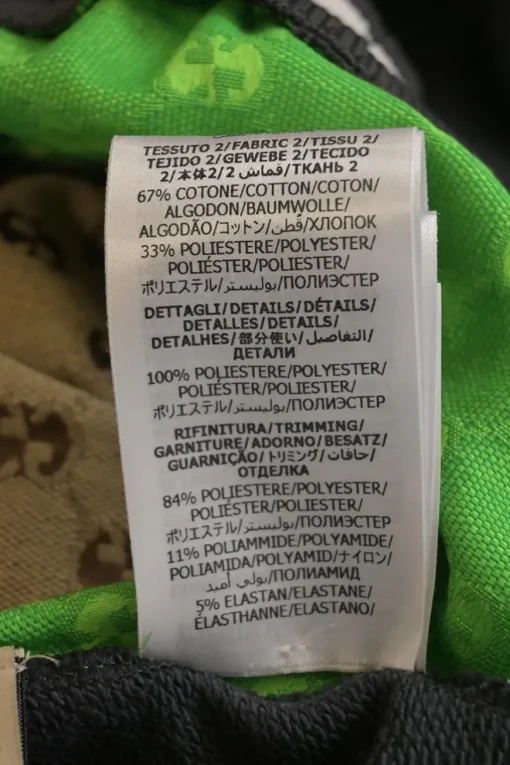 TESSUTO 2/FABRIC 2/TISSU 2/
TEJIDO 2/GEWEBE 2/TECIDO
2/本体2/قماش 2/ТКАНЬ 2
67% COTONE/COTTON/COTON/
ALGODON/BAUMWOLLE/
ALGODÃO/コットン/قطن/ХЛОПОК
33% POLIESTERE/POLYESTER/
POLIÉSTER/POLIESTER/
ポリエステル/بوليستر/ПОЛИЭСТЕР
DETTAGLI/DETAILS/DÉTAILS/
DETALLES/DETAILS/
DETALHES/部分使い/التفاصيل/
ДЕТАЛИ
100% POLIESTERE/POLYESTER/
POLIÉSTER/POLIESTER/
ポリエステル/بوليستر/ПОЛИЭСТЕР
RIFINITURA/TRIMMING/
GARNITURE/ADORNO/BESATZ/
GUARNIÇÃO/トリミング/حافات/
ОТДЕЛКА
84% POLIESTERE/POLYESTER/
POLIÉSTER/POLIESTER/
ポリエステル/بوليستر/ПОЛИЭСТЕР
11% POLIAMMIDE/POLYAMIDE/
POLIAMIDA/POLYAMID/ナイロン/
بولي أميد/ПОЛИАМИД
5% ELASTAN/ELASTANE/
ÉLASTHANNE/ELASTANO/